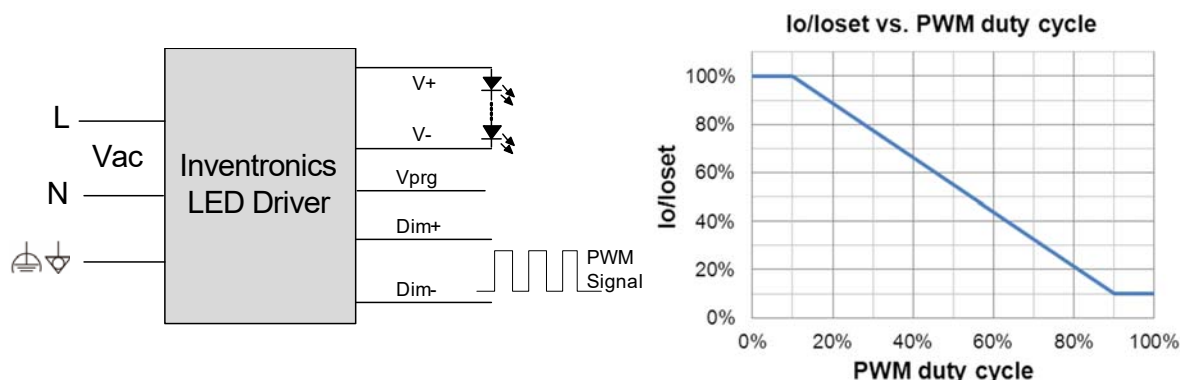 L
Vac
N
Inventronics
LED Driver
V+
V-
Vprg
Dim+
Dim-
PWM
Signal
Io/Ioset vs. PWM duty cycle
Io/Ioset
100%
80%
60%
40%
20%
0%
0% 20% 40% 60% 80% 100%
PWM duty cycle